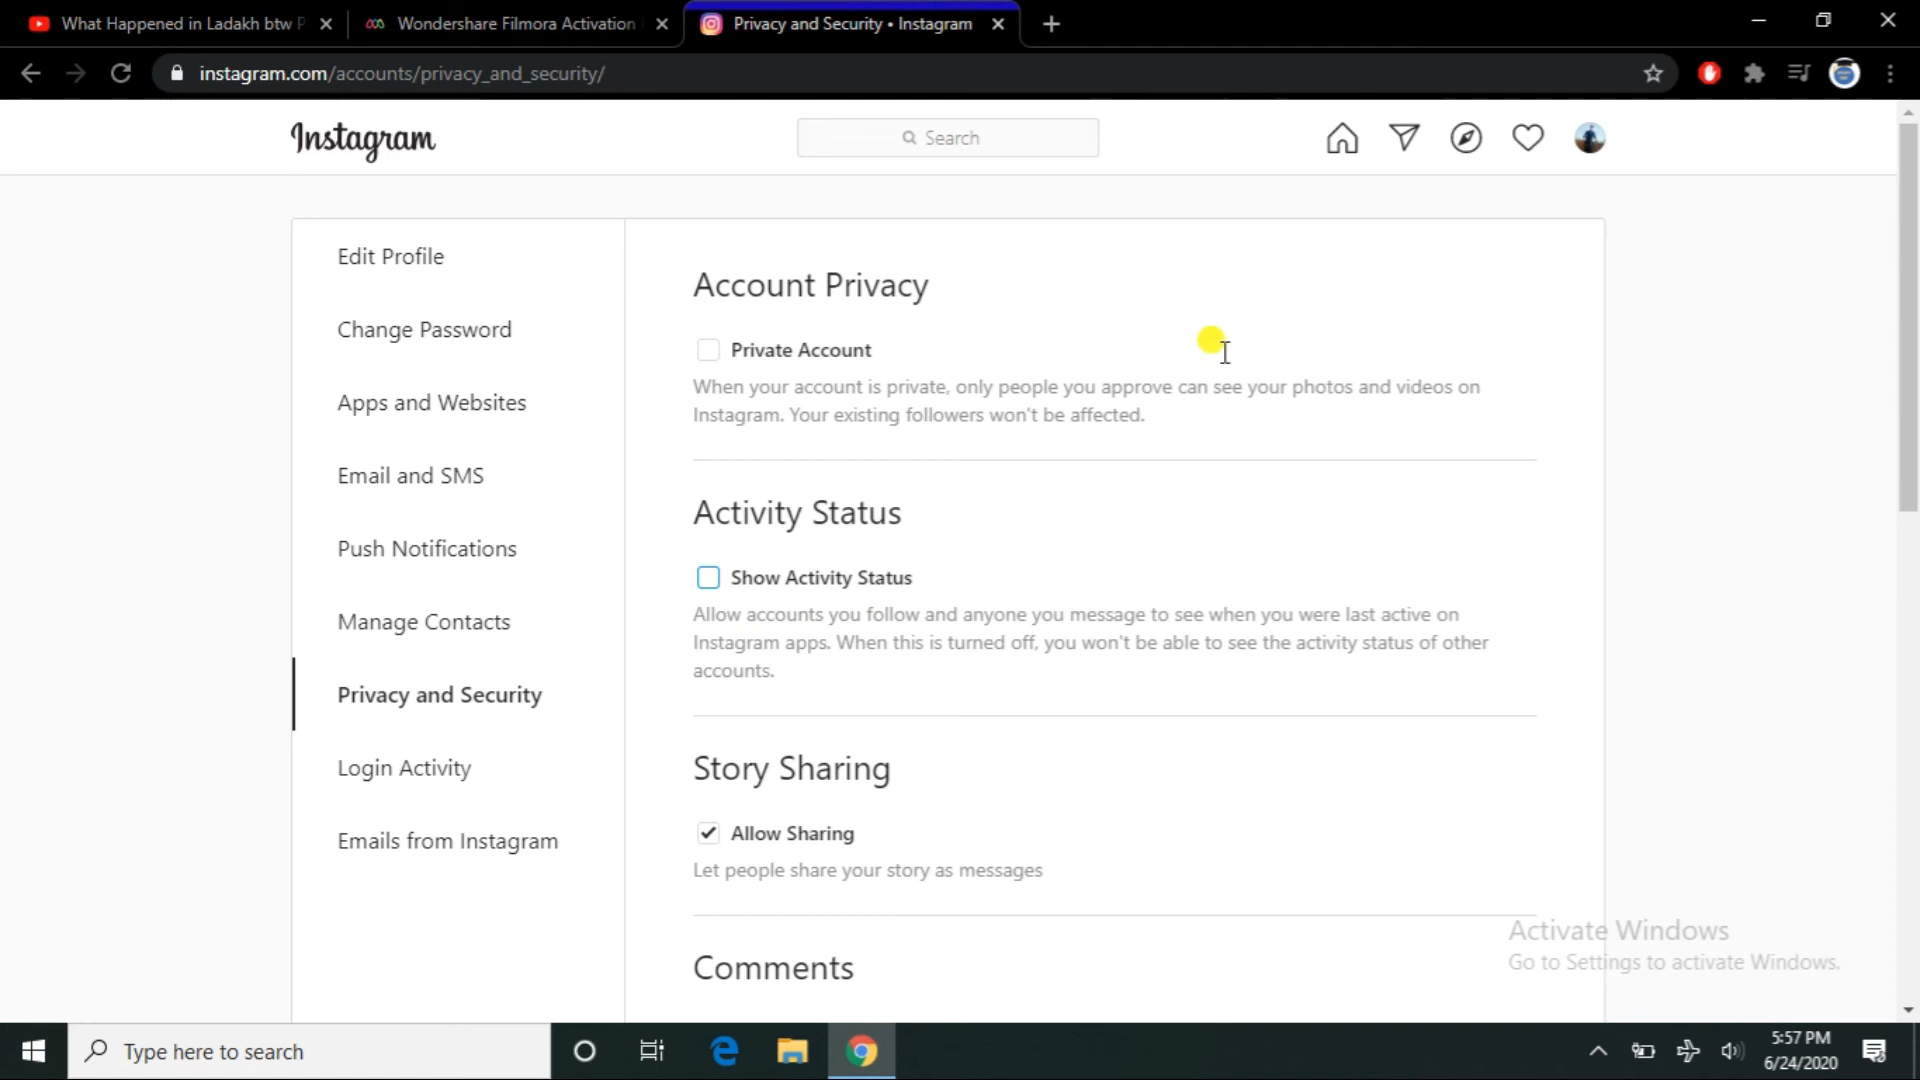 What Happened in Ladakh btw P
Wondershare Filmora Activation
Privacy and Security • Instagram
instagram.com/accounts/privacy_and_security/
Instagram
Search
Edit Profile
Change Password
Apps and Websites
Email and SMS
Push Notifications
Manage Contacts
Privacy and Security
Login Activity
Emails from Instagram
Account Privacy
Private Account
When your account is private, only people you approve can see your photos and videos on
Instagram. Your existing followers won't be affected.
Activity Status
Show Activity Status
Allow accounts you follow and anyone you message to see when you were last active on
Instagram apps. When this is turned off, you won't be able to see the activity status of other
accounts.
Story Sharing
Allow Sharing
Let people share your story as messages
Comments
Activate Windows
Go to Settings to activate Windows.
Type here to search
5:57 PM
6/24/2020